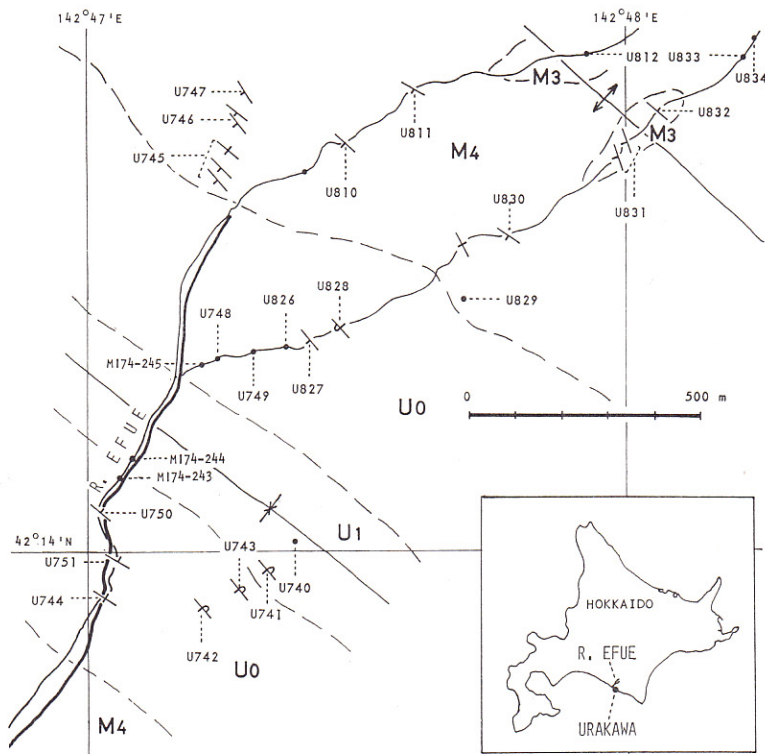 142°47'E
142°48'E
U747
U746
U745
U812
U833
U834
U832
M3
M3
U811
M4
U810
U831
U830
U829
U828
U826
U748
M174-245
U749
U827
U0
0
500 m
R. EFUE
M174-244
M174-243
U750
42°14'N
U1
U743
U740
U751
U741
U744
U742
U0
M4
HOKKAIDO
R. EFUE
URAKAWA